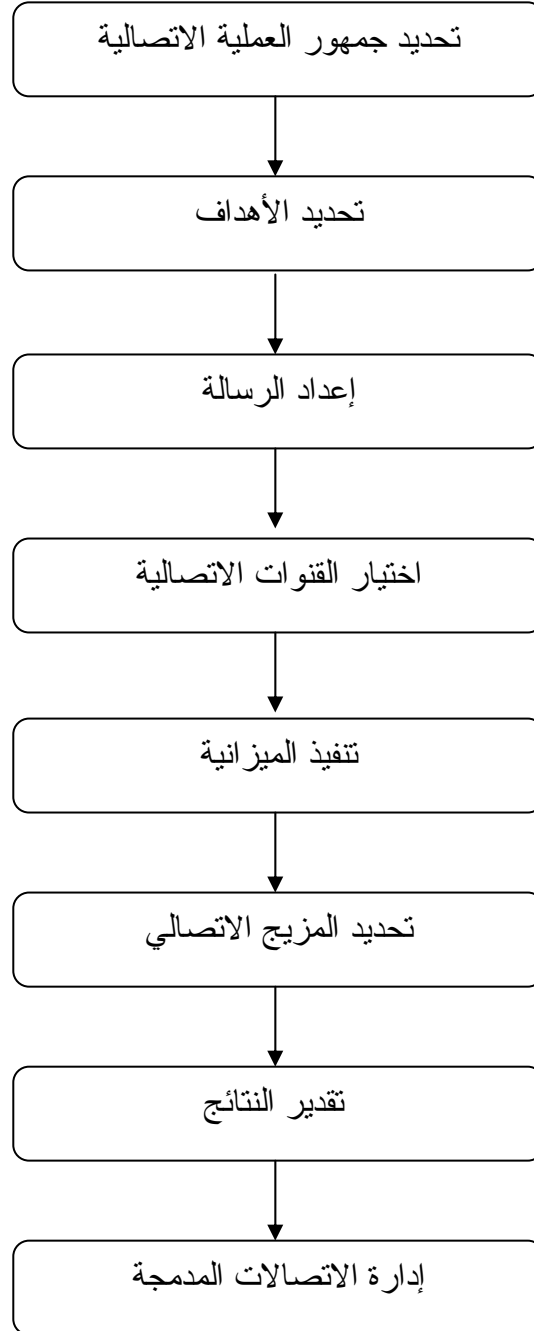 تحديد جمهور العملية الاتصالية
تحديد الأهداف
إعداد الرسالة
اختيار القنوات الاتصالية
تنفيذ الميزانية
تحديد المزيج الاتصالي
تقدير النتائج
إدارة الاتصالات المدمجة